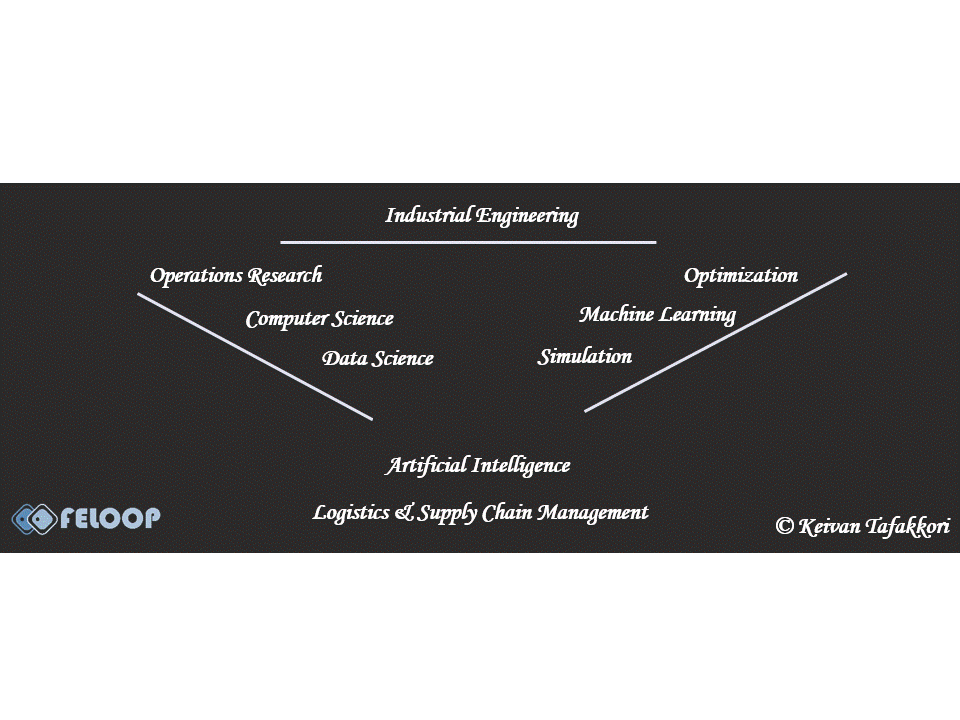 Industrial Engineering
Operations Research
Optimization
Computer Science
Machine Learning
Data Science
Simulation
Artificial Intelligence
Logistics & Supply Chain Management
FELOOP
© Keivan Tafakkori